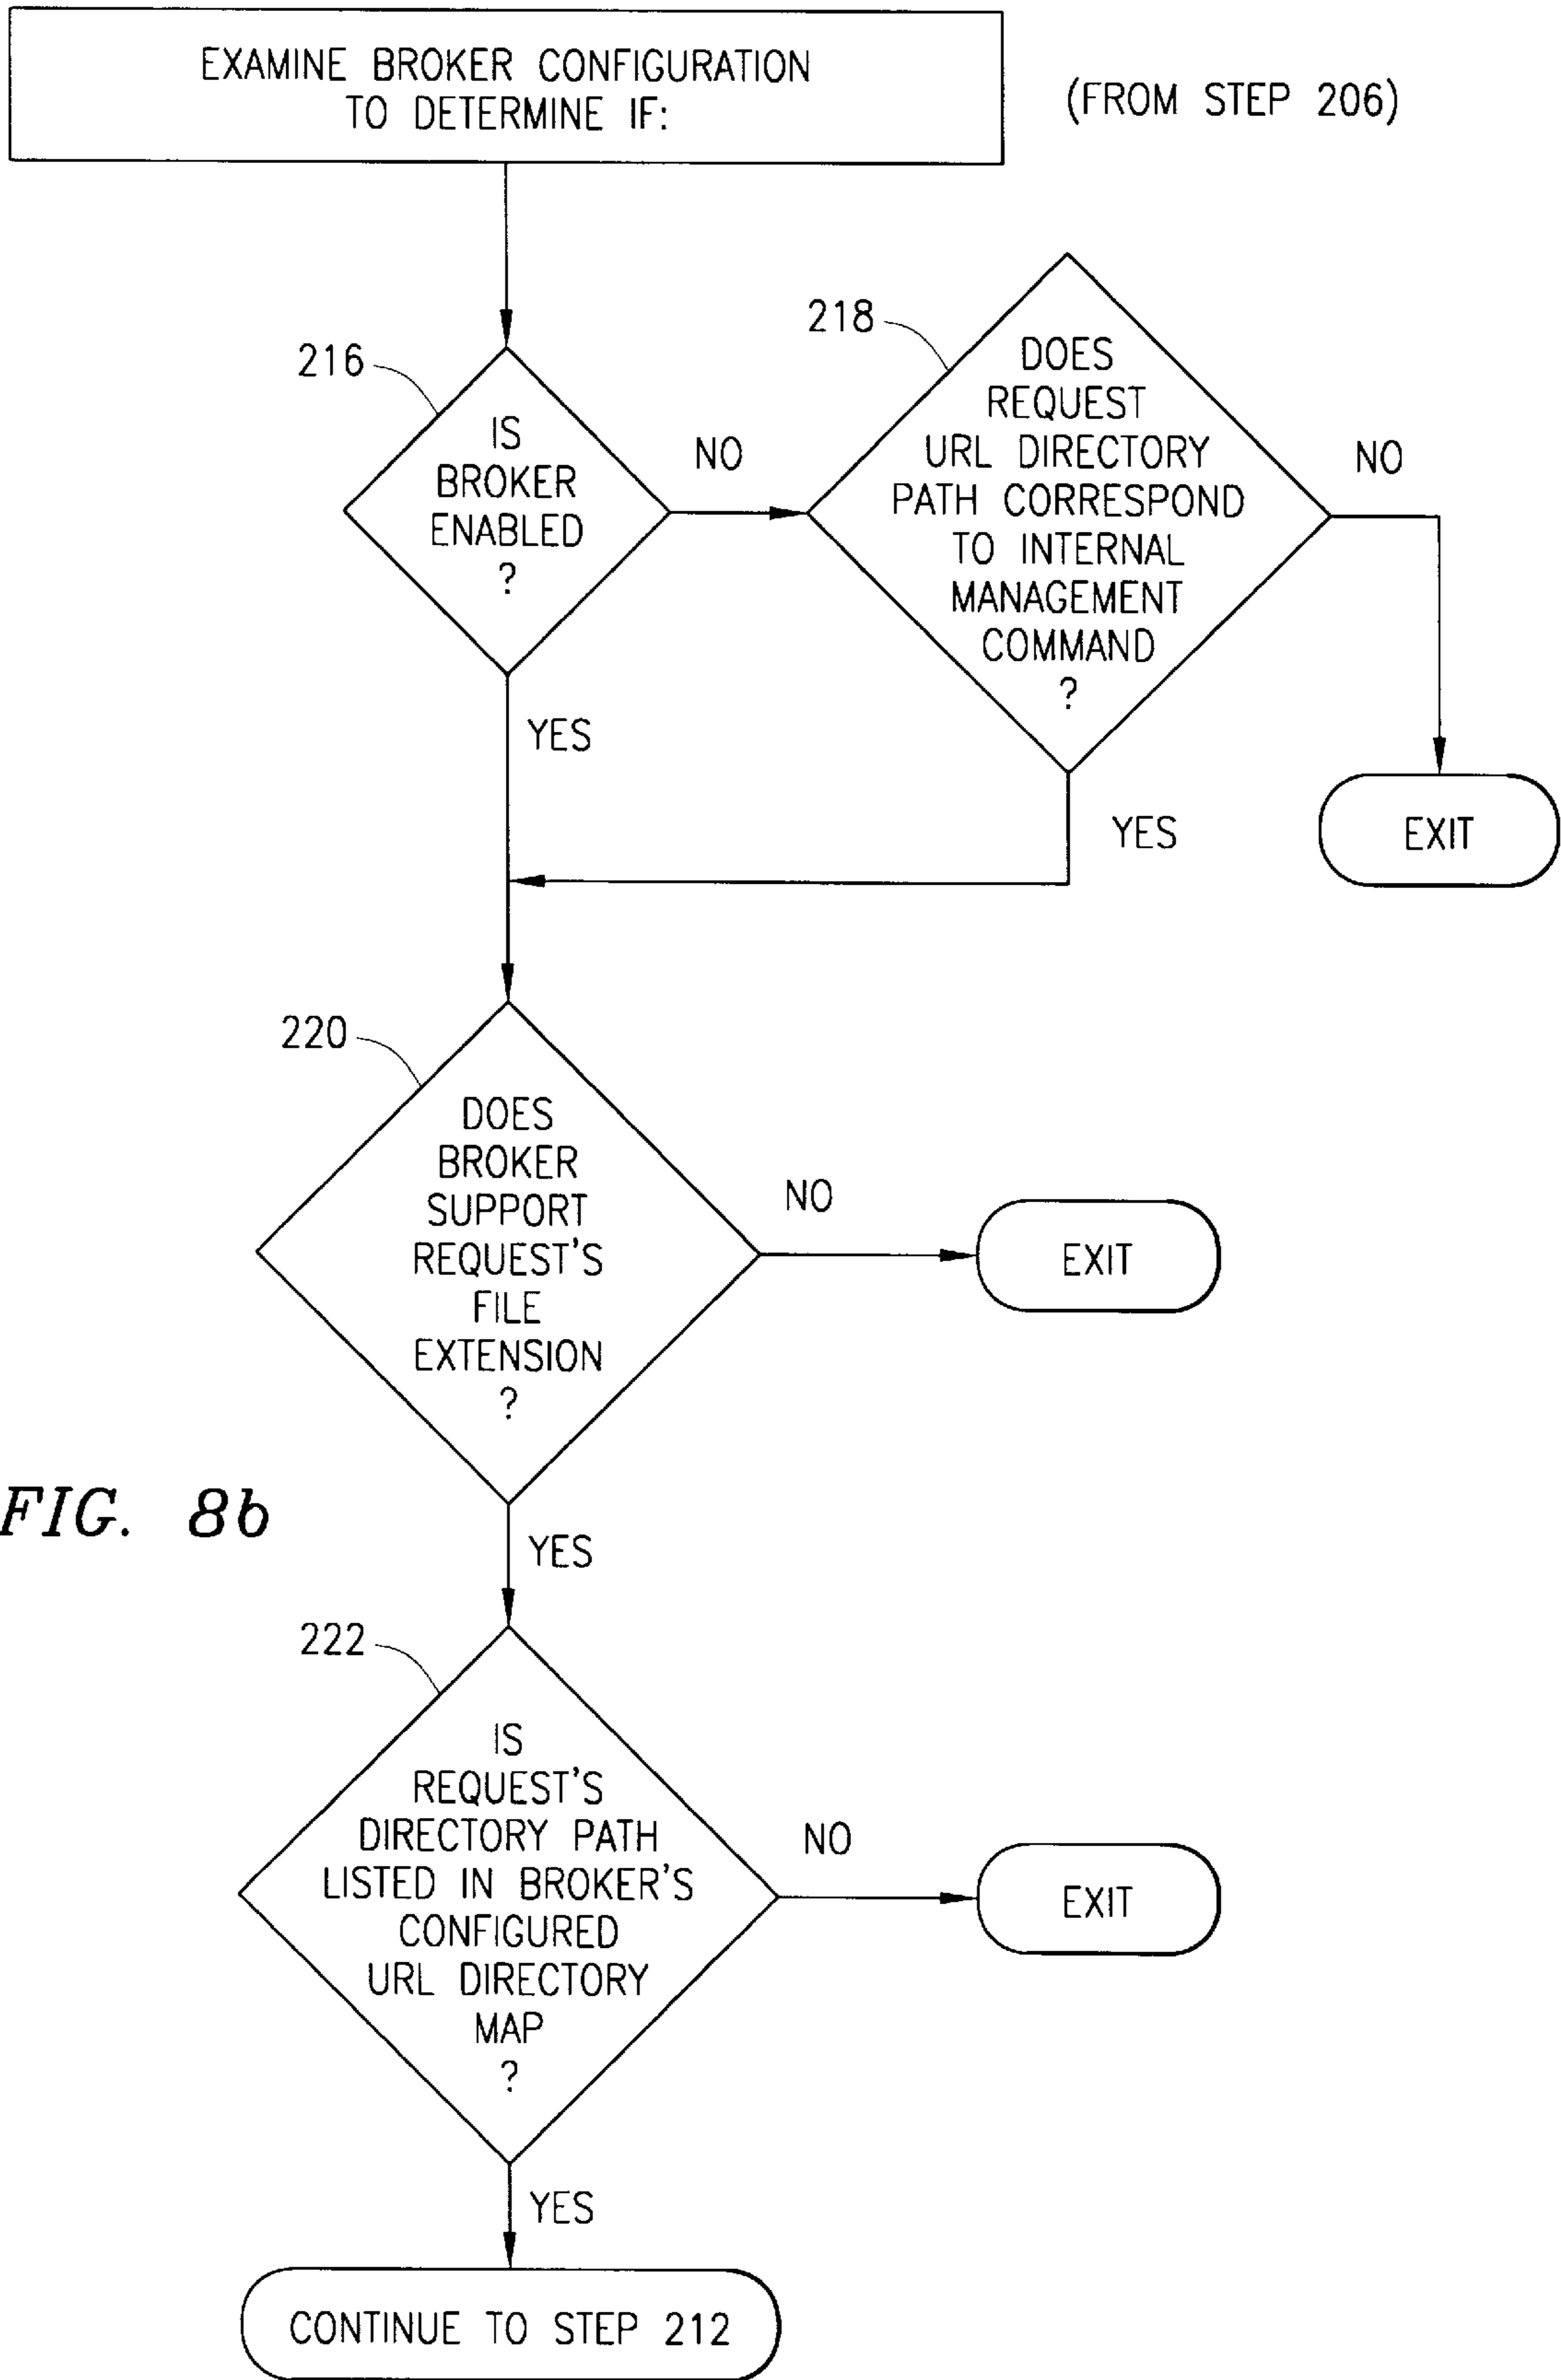 EXAMINE BROKER CONFIGURATION
TO DETERMINE IF:
(FROM STEP 206)
216
IS
BROKER
ENABLED
?
NO
218
DOES
REQUEST
URL DIRECTORY
PATH CORRESPOND
TO INTERNAL
MANAGEMENT
COMMAND
?
NO
YES
YES
EXIT
220
DOES
BROKER
SUPPORT
REQUEST'S
FILE
EXTENSION
?
NO
EXIT
FIG. 8b
YES
222
IS
REQUEST'S
DIRECTORY PATH
LISTED IN BROKER'S
CONFIGURED
URL DIRECTORY
MAP
?
NO
EXIT
YES
CONTINUE TO STEP 212